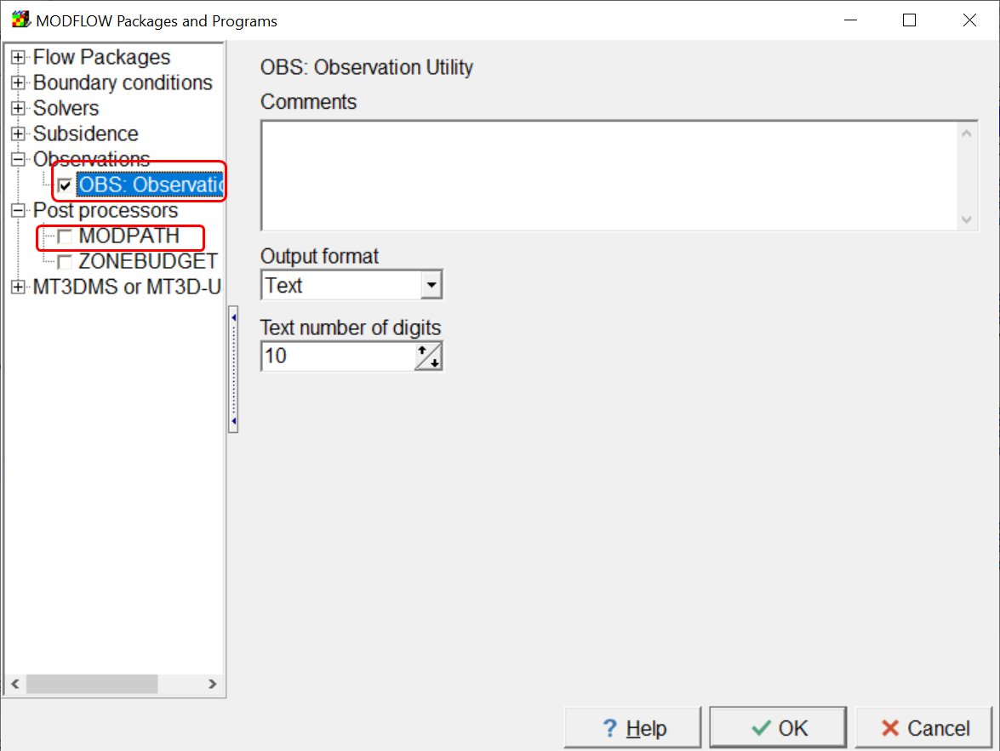 MODFLOW Packages and Programs
Flow Packages
Boundary conditions
Solvers
Subsidence
Observations
OBS: Observatio
Post processors
MODPATH
ZONEBUDGET
MT3DMS or MT3D-U
OBS: Observation Utility
Comments
Output format
Text
Text number of digits
10
? Help
OK
Cancel